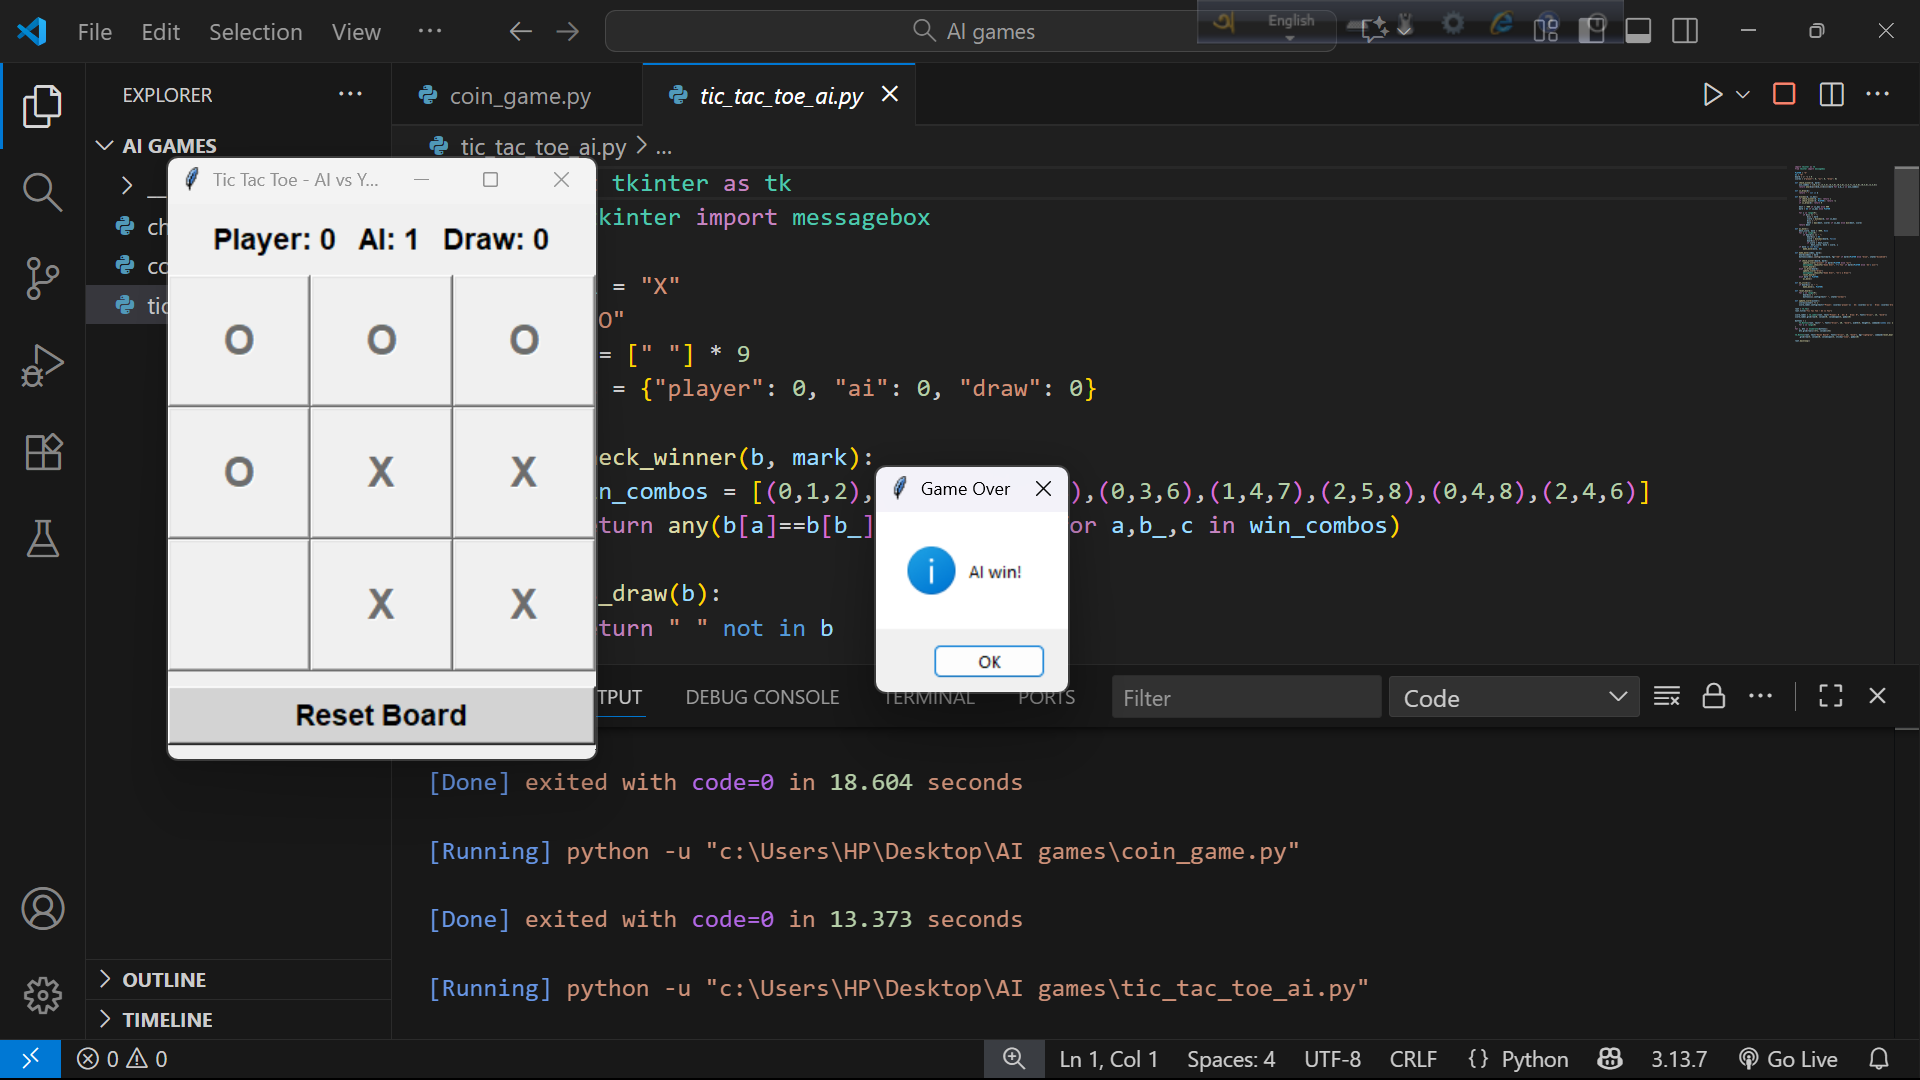 File Edit Selection View ··· AI games
অ English
EXPLORER ···
coin_game.py tic_tac_toe_ai.py
AI GAMES
tic_tac_toe_ai.py > ...
Tic Tac Toe - AI vs Y...
Player: 0 AI: 1 Draw: 0
O O O
O X X
X X
Reset Board
tkinter as tk
kinter import messagebox
= "X"
O"
= [" "] * 9
= {"player": 0, "ai": 0, "draw": 0}
eck_winner(b, mark):
n_combos = [(0,1,2), ),(0,3,6),(1,4,7),(2,5,8),(0,4,8),(2,4,6)]
turn any(b[a]==b[b_] or a,b_,c in win_combos)
_draw(b):
turn " " not in b
Game Over
AI win!
OK
TPUT DEBUG CONSOLE TERMINAL PORTS Filter Code
[Done] exited with code=0 in 18.604 seconds
[Running] python -u "c:\Users\HP\Desktop\AI games\coin_game.py"
[Done] exited with code=0 in 13.373 seconds
[Running] python -u "c:\Users\HP\Desktop\AI games\tic_tac_toe_ai.py"
OUTLINE
TIMELINE
0 0 Ln 1, Col 1 Spaces: 4 UTF-8 CRLF {} Python 3.13.7 Go Live